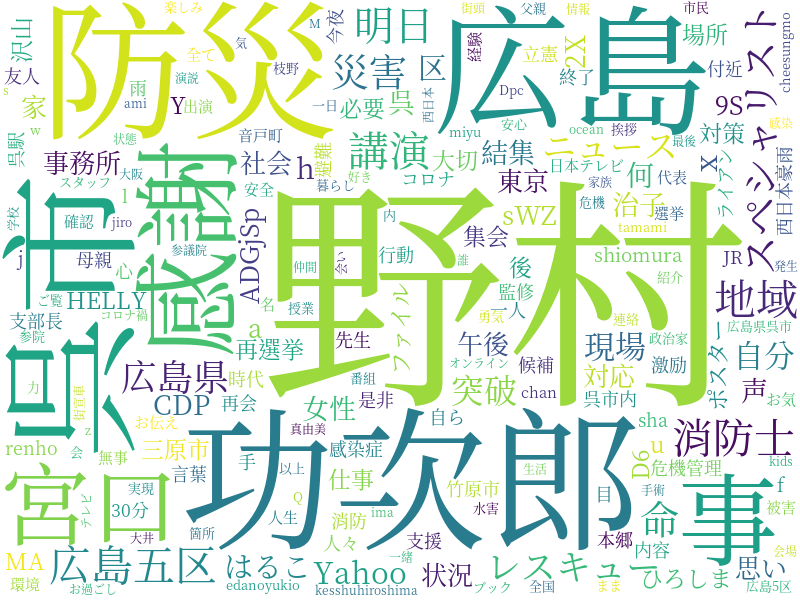 野村
防災
広島
市
感謝
呉
功次郎
事
宮口
消防士
地域
スペシャリスト
広島県
広島五区
講演
明日
災害
区
呉
ニュース
結集
東京
突破
現場
対応
自分
声
命
思い
レスキュー
ひろしま
はるこ
Yahoo
状況
女性
仕事
CDP
HELLY
ADGjSp
事務所
社会
h
沢山
友人
家
Y
雨
今夜
必要
大切
午後
集会
sWZ
治子
何
後
監修
shiomura
ファイル
先生
再選挙
再会
時代
母親
支部長
三原市
言葉
感染症
是非
自ら
候補
激励
ポスター
対策
場所
付近
9S
2X
X
JR
西日本豪雨
危機管理
内容
本郷
支援
人々
竹原市
消防
30分
MA
環境
renho
無事
手
心
行動
コロナ
立憲
終了
経験
挨拶
日本テレビ
代表
選挙
ライアン
cheesungmo
呉市内
sha
u
D6
f
a
l
j
chan
一人
目
edanoyukio
kesshuhiroshima
ima
お伝え
お過ごし
大井
箇所
実現
以上
人生
真由美
番組
オンライン
連絡
勇気
政治家
紹介
tamami
広島県呉市
発生
危機
家族
ocean
安心
miyu
西日本
Dpc
枝野
気
M
父親
街頭
情報
市民
感染
最後
楽しみ
全て
演説
出演
ami
一日
音戸町
避難
安全
暮らし
好き
状態
大阪
スタッフ
呉駅
学校
確認
jiro
ご覧
参議院
参院
コロナ禍
仲間
会い
内
誰
授業
名
街宣車
力
会
テレビ
Q
水害
一緒
ブック
全国
生活
手術
まま
被害
会場
kids
お気
広島5区
s
w
z